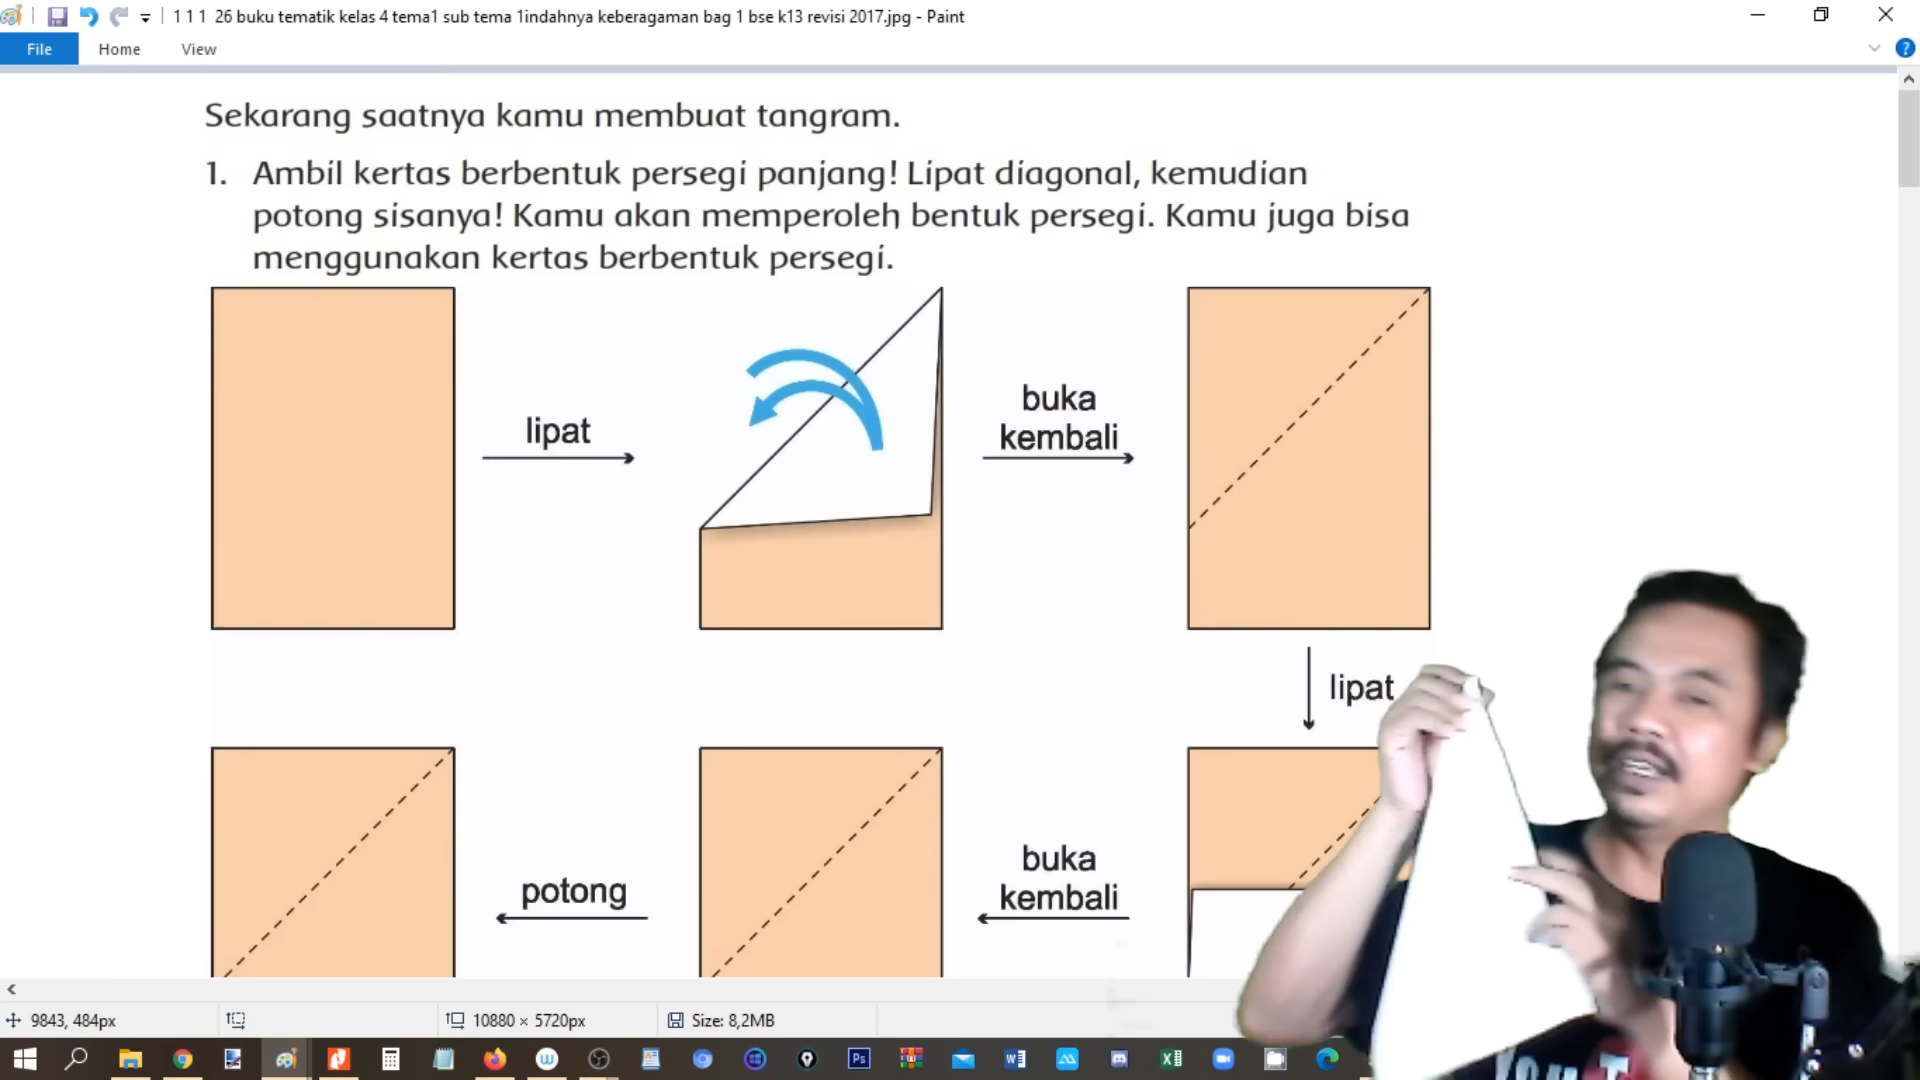 1 1 1 26 buku tematik kelas 4 tema1 sub tema 1indahnya keberagaman bag 1 bse k13 revisi 2017.jpg - Paint
File Home View
Sekarang saatnya kamu membuat tangram.
1. Ambil kertas berbentuk persegi panjang! Lipat diagonal, kemudian
potong sisanya! Kamu akan memperoleh bentuk persegi. Kamu juga bisa
menggunakan kertas berbentuk persegi.
lipat
buka
kembali
lipat
potong
buka
kembali
9843, 484px
10880 × 5720px
Size: 8,2MB
Ps